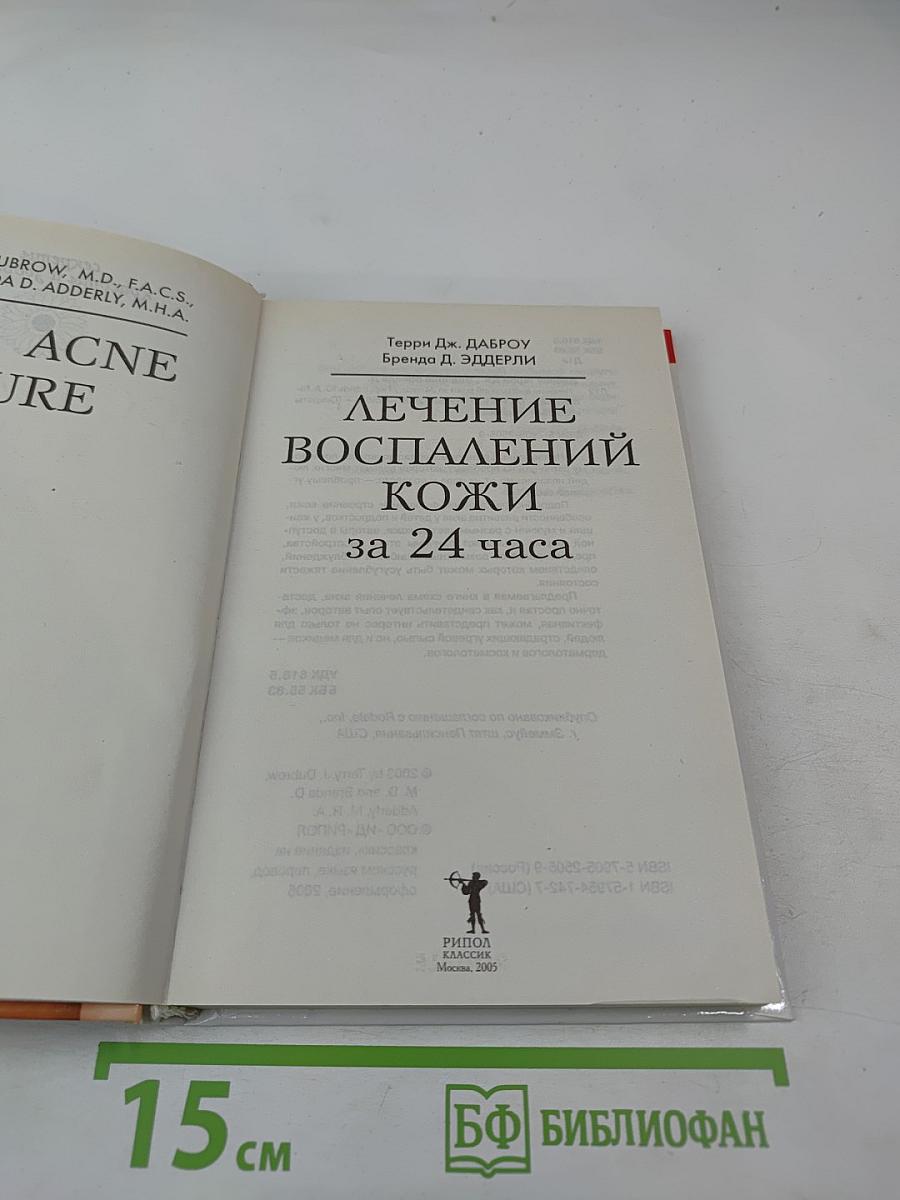 UBROW, M.D., F.A.C.S.,
DA D. ADDERLY, M.H.A.
ACNE
URE
Терри Дж. ДАБРОУ
Бренда Д. ЭДДЕРЛИ
ЛЕЧЕНИЕ
ВОСПАЛЕНИЙ
КОЖИ
за 24 часа
РИПОЛ
КЛАССИК
Москва, 2005
15 см
БФ БИБЛИОФАН